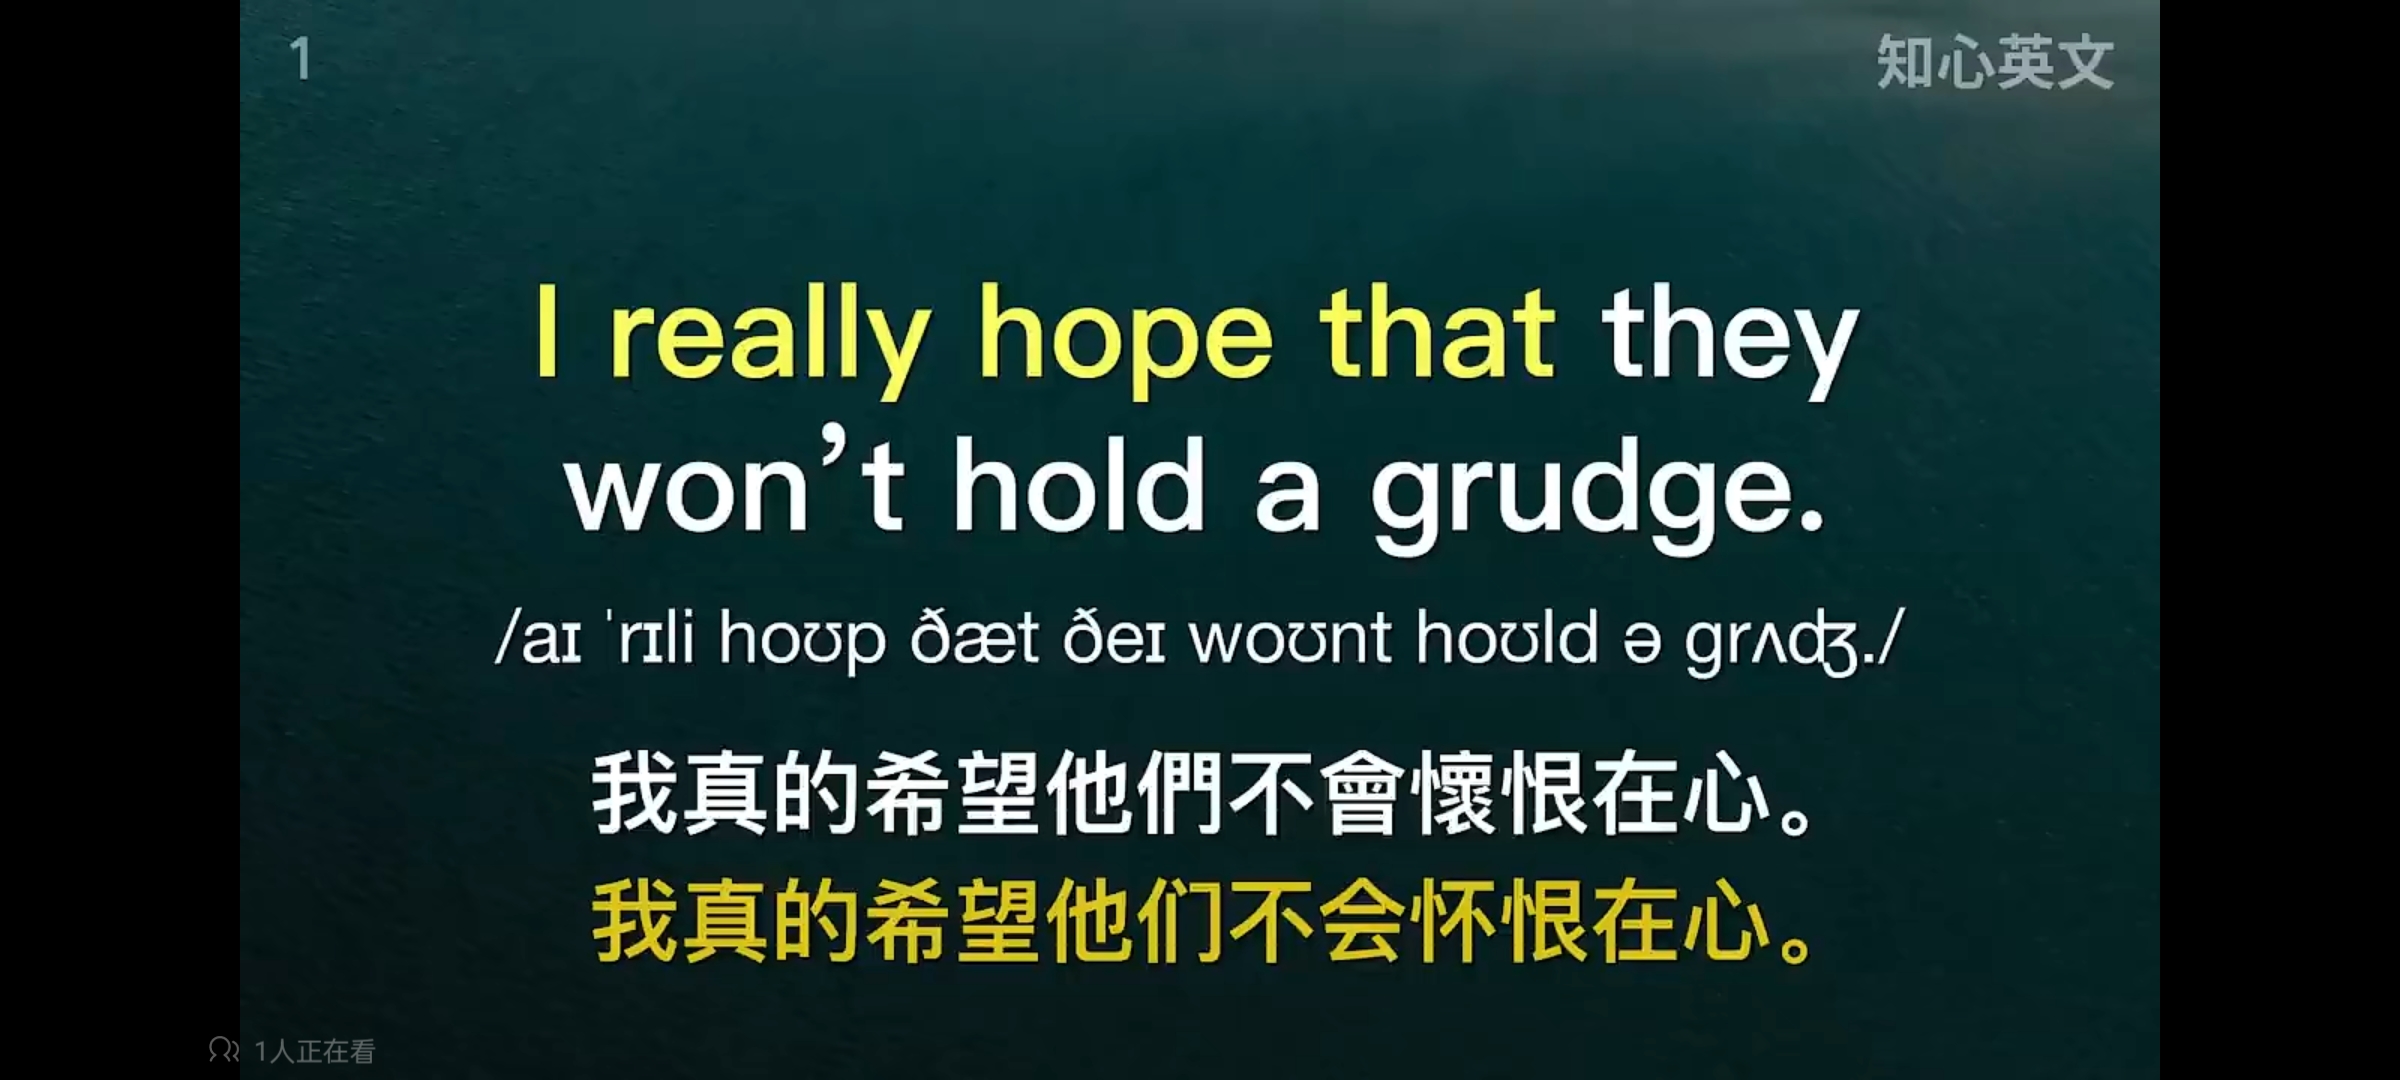 1
知心英文
I really hope that they
won’t hold a grudge.
/aɪ ˈrɪli hoʊp ðæt ðeɪ woʊnt hoʊld ə grʌʤ./
我真的希望他們不會懷恨在心。
我真的希望他们不会怀恨在心。
1人正在看